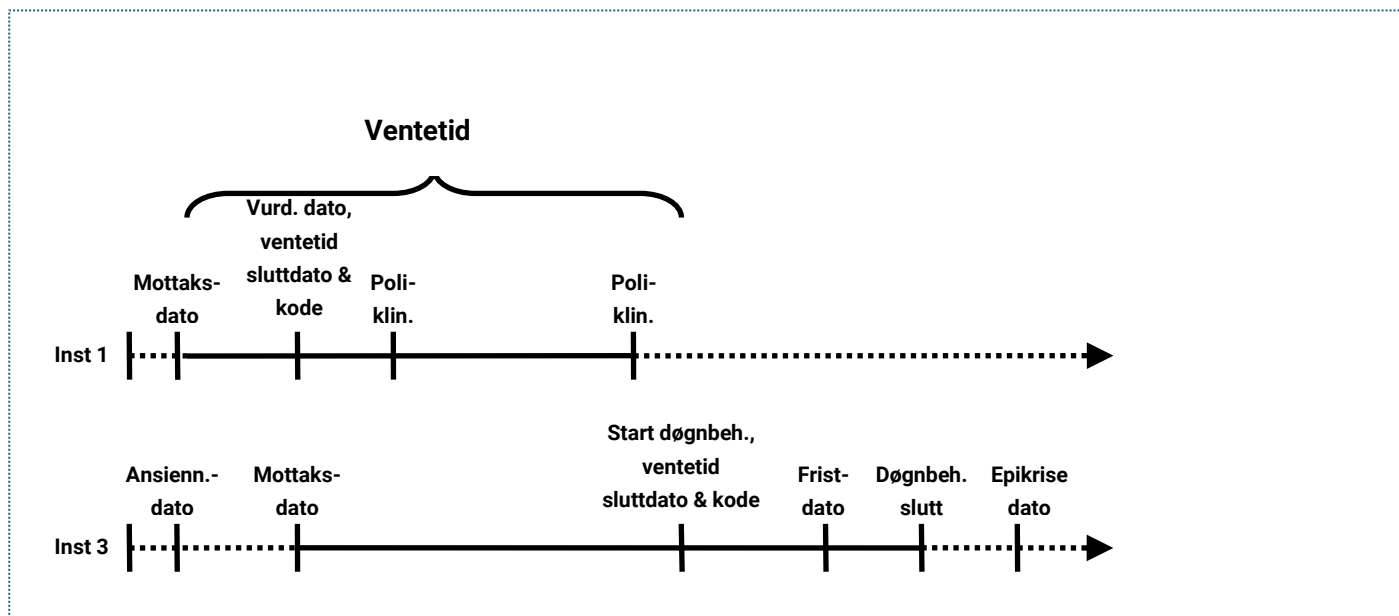 Ventetid
Vurd. dato,
ventetid
sluttdato &
kode
Mottaks-
dato
Poli-
klin.
Poli-
klin.
Inst 1
Start døgnbeh.,
ventetid
sluttdato & kode
Ansienn.-
dato
Mottaks-
dato
Frist-
dato
Døgnbeh.
slutt
Epikrise
dato
Inst 3